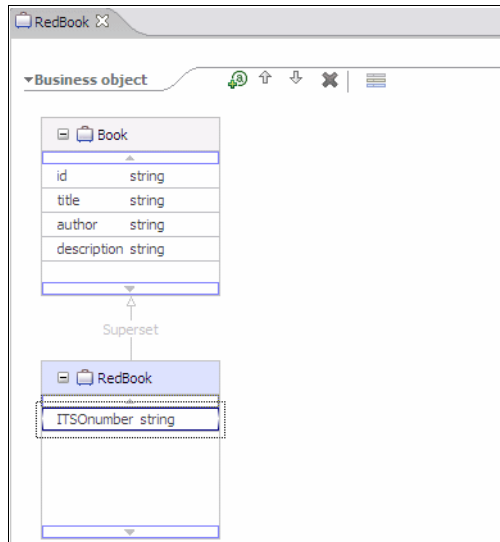 RedBook
Business object
Book
id string
title string
author string
description string
Superset
RedBook
ITSOnumber string